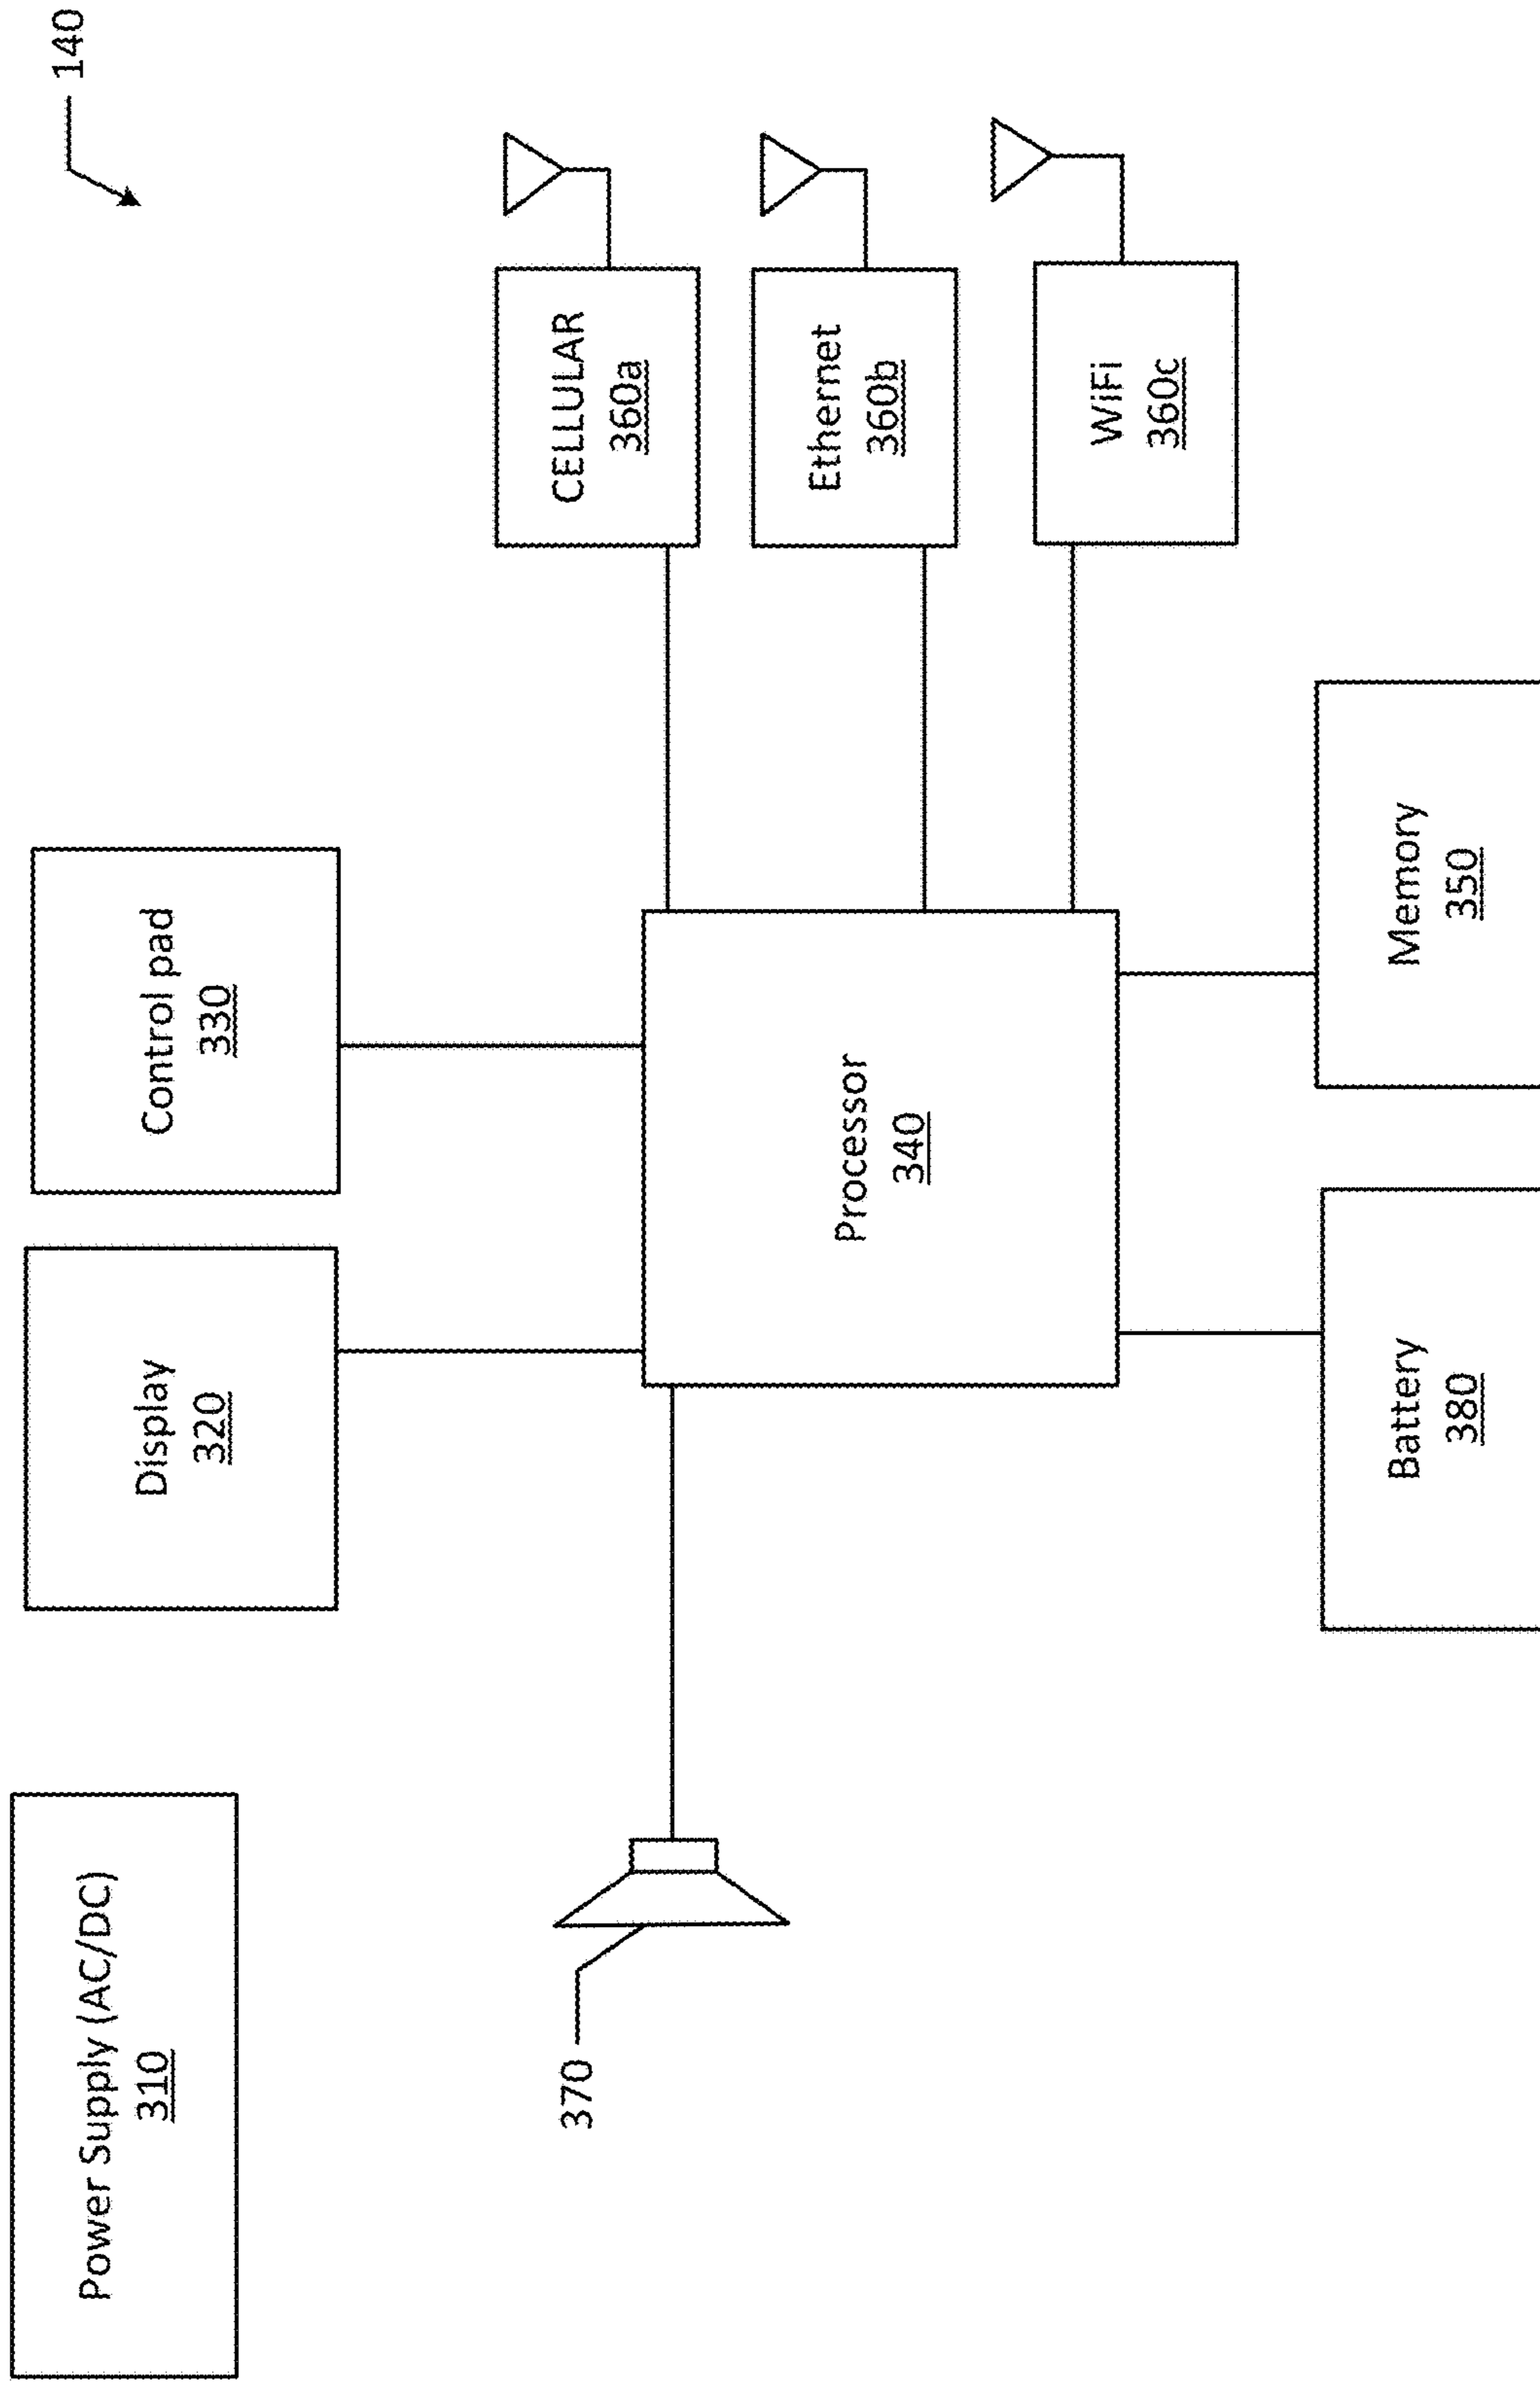 140
Power Supply (AC/DC)
310
Display
320
Control pad
330
CELLULAR
360a
370
Processor
340
Ethernet
360b
WiFi
360c
Battery
380
Memory
350